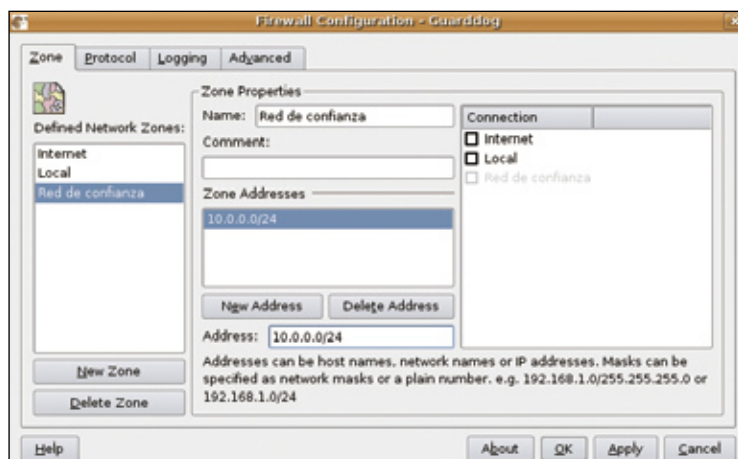 Firewall Configuration - Guarddog
Zone Protocol Logging Advanced
Defined Network Zones:
Internet
Local
Red de confianza
New Zone
Delete Zone
Zone Properties
Name: Red de confianza
Comment:
Zone Addresses
10.0.0.0/24
New Address Delete Address
Address: 10.0.0.0/24
Connection
Internet
Local
Red de confianza
Addresses can be host names, network names or IP addresses. Masks can
be specified as network masks or a plain number. e.g. 192.168.1.0/255.255.255.0 or
192.168.1.0/24
Help About OK Apply Cancel